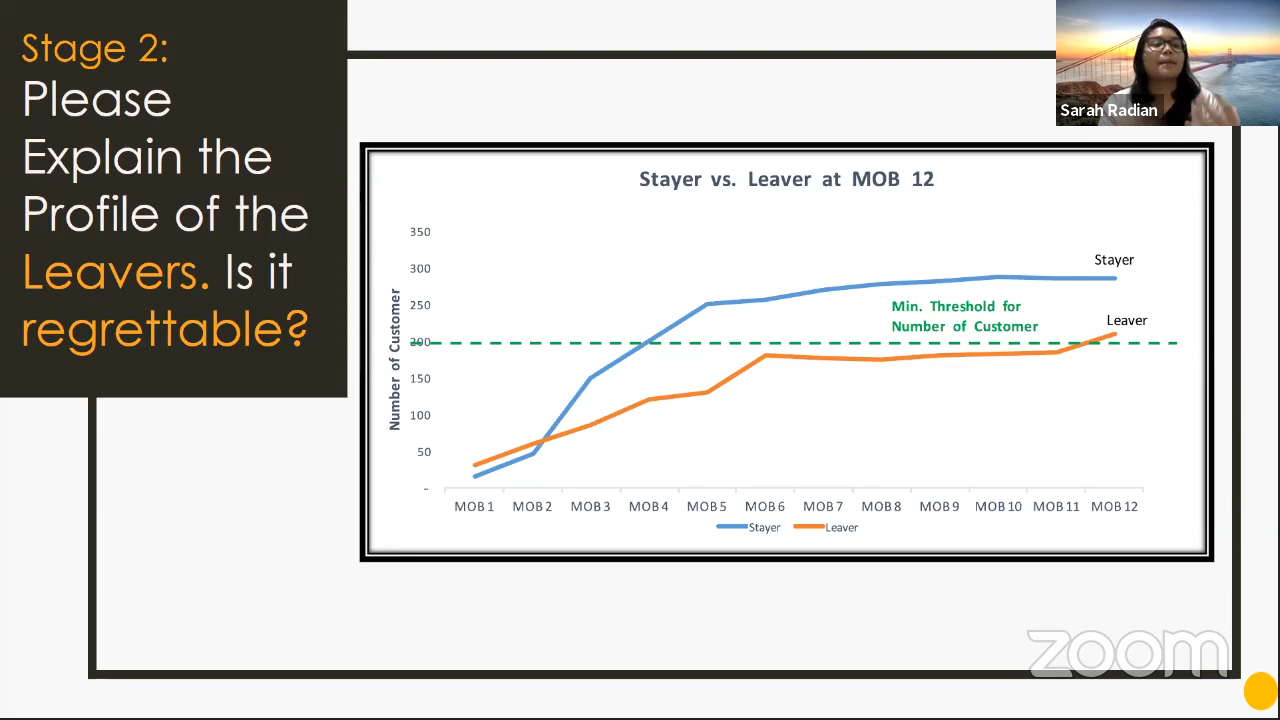 Stage 2:
Please
Explain the
Profile of the
Leavers. Is it
regrettable?
Sarah Radian
Stayer vs. Leaver at MOB 12
Number of Customer
350
300
250
200
150
100
50
-
Stayer
Min. Threshold for
Number of Customer
Leaver
MOB 1 MOB 2 MOB 3 MOB 4 MOB 5 MOB 6 MOB 7 MOB 8 MOB 9 MOB 10 MOB 11 MOB 12
Stayer Leaver
zoom